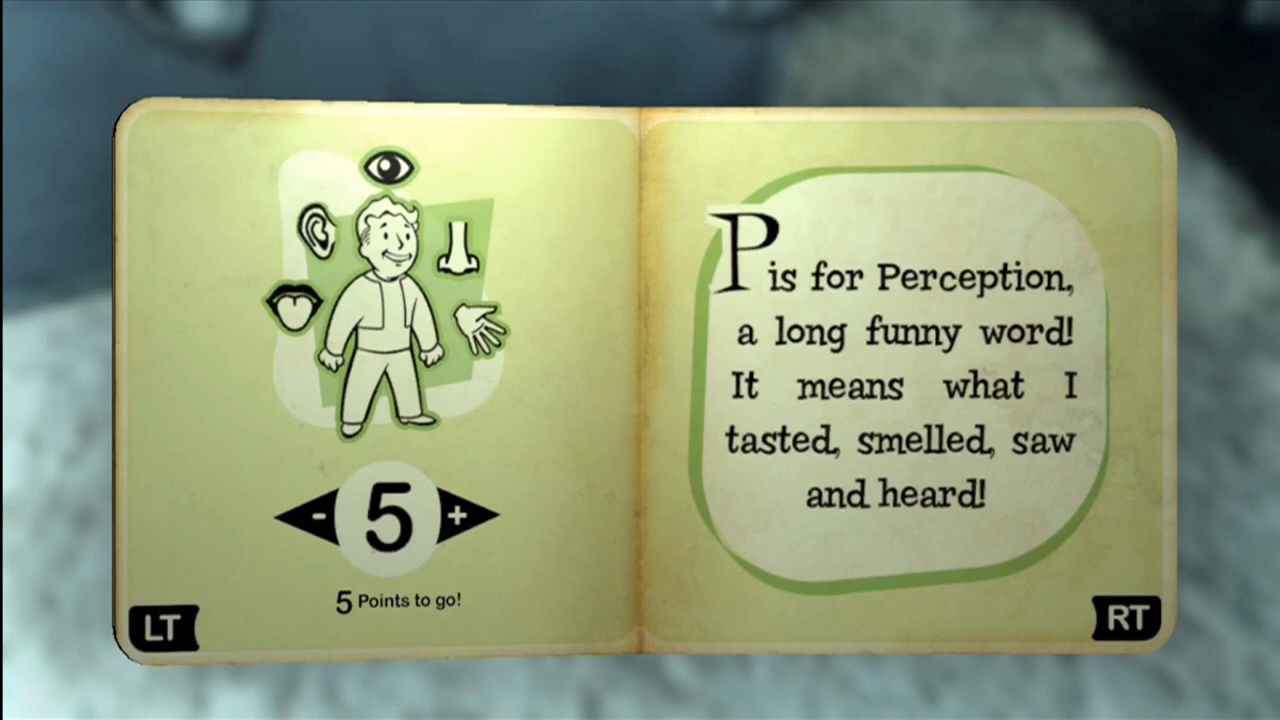 P is for Perception,
a long funny word!
It means what I
tasted, smelled, saw
and heard!
- 5 +
5 Points to go!
LT
RT